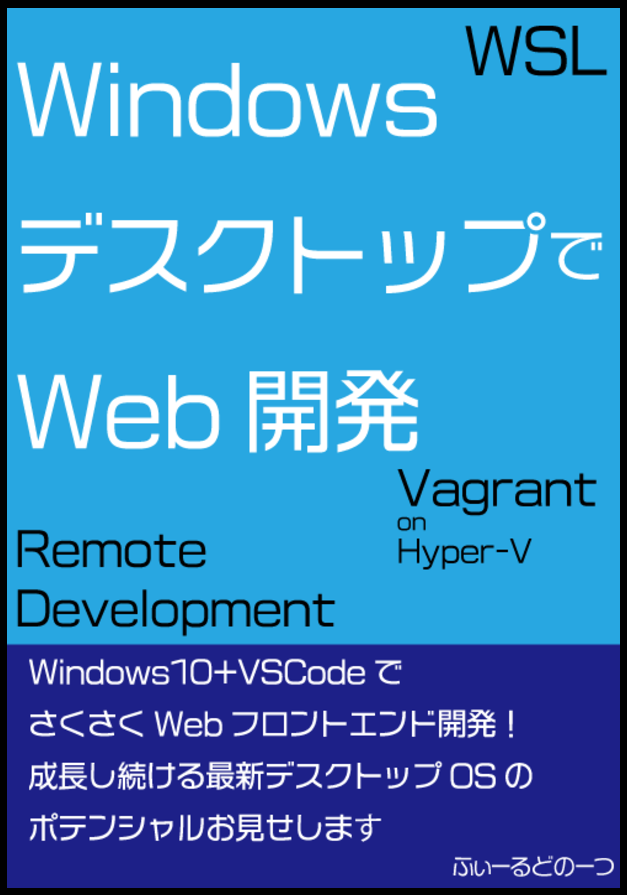 WSL
Windows
デスクトップで
Web 開発
Vagrant
on
Hyper-V
Remote
Development
Windows10+VSCode で
さくさく Web フロントエンド開発！
成長し続ける最新デスクトップ OS の
ポテンシャルお見せします
ふぃーるどのーつ